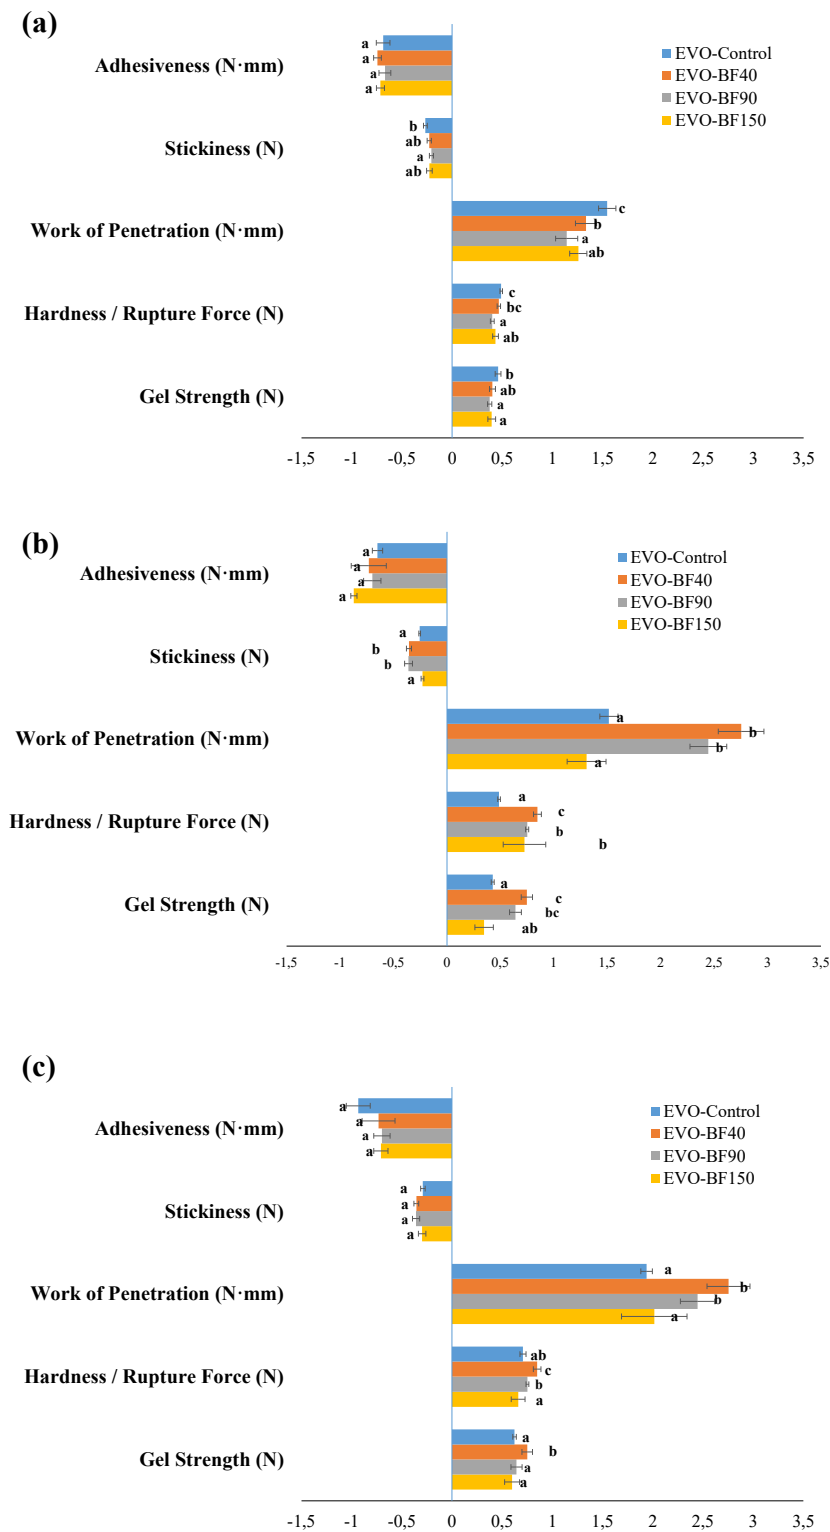 (a)
EVO-Control
a
Adhesiveness (N·mm)
a
EVO-BF40
a
EVO-BF90
a
EVO-BF150
b
Stickiness (N)
ab
a
ab
c
Work of Penetration (N·mm)
b
a
ab
c
Hardness / Rupture Force (N)
bc
a
ab
b
Gel Strength (N)
ab
a
a
-1,5 -1 -0,5 0 0,5 1 1,5 2 2,5 3 3,5
(b)
EVO-Control
a
Adhesiveness (N·mm)
a
EVO-BF40
a
EVO-BF90
a
EVO-BF150
a
Stickiness (N)
b
b
a
a
Work of Penetration (N·mm)
b
b
a
a
Hardness / Rupture Force (N)
c
b
b
a
Gel Strength (N)
c
bc
ab
-1,5 -1 -0,5 0 0,5 1 1,5 2 2,5 3 3,5
(c)
a
EVO-Control
Adhesiveness (N·mm)
a
EVO-BF40
a
EVO-BF90
a
EVO-BF150
a
Stickiness (N)
a
a
a
a
Work of Penetration (N·mm)
b
b
a
ab
Hardness / Rupture Force (N)
c
b
a
a
Gel Strength (N)
b
a
a
-1,5 -1 -0,5 0 0,5 1 1,5 2 2,5 3 3,5